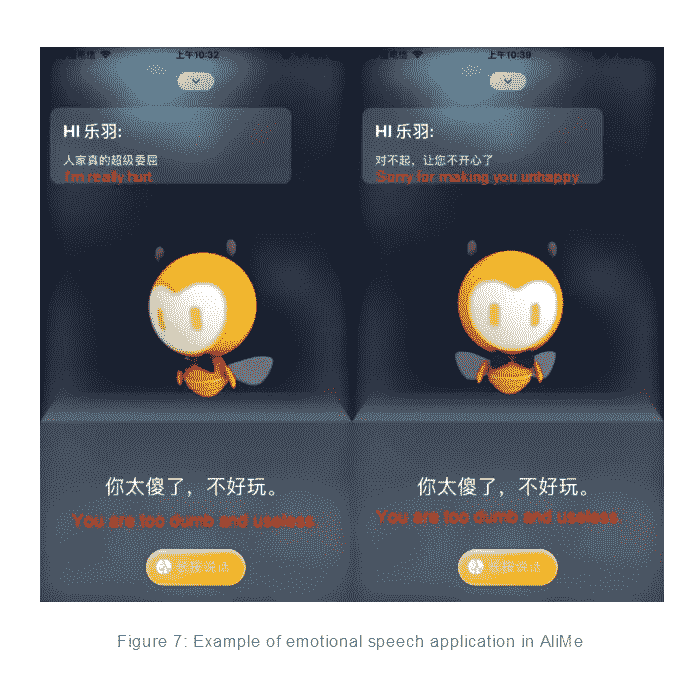 上午10:32
HI 乐羽:
人家真的超级委屈
I'm really hurt
你太傻了，不好玩。
You are too dumb and useless
上午10:39
HI 乐羽:
对不起，让您不开心了
Sorry for making you unhappy
你太傻了，不好玩。
You are too dumb and useless
Figure 7: Example of emotional speech application in AliMe